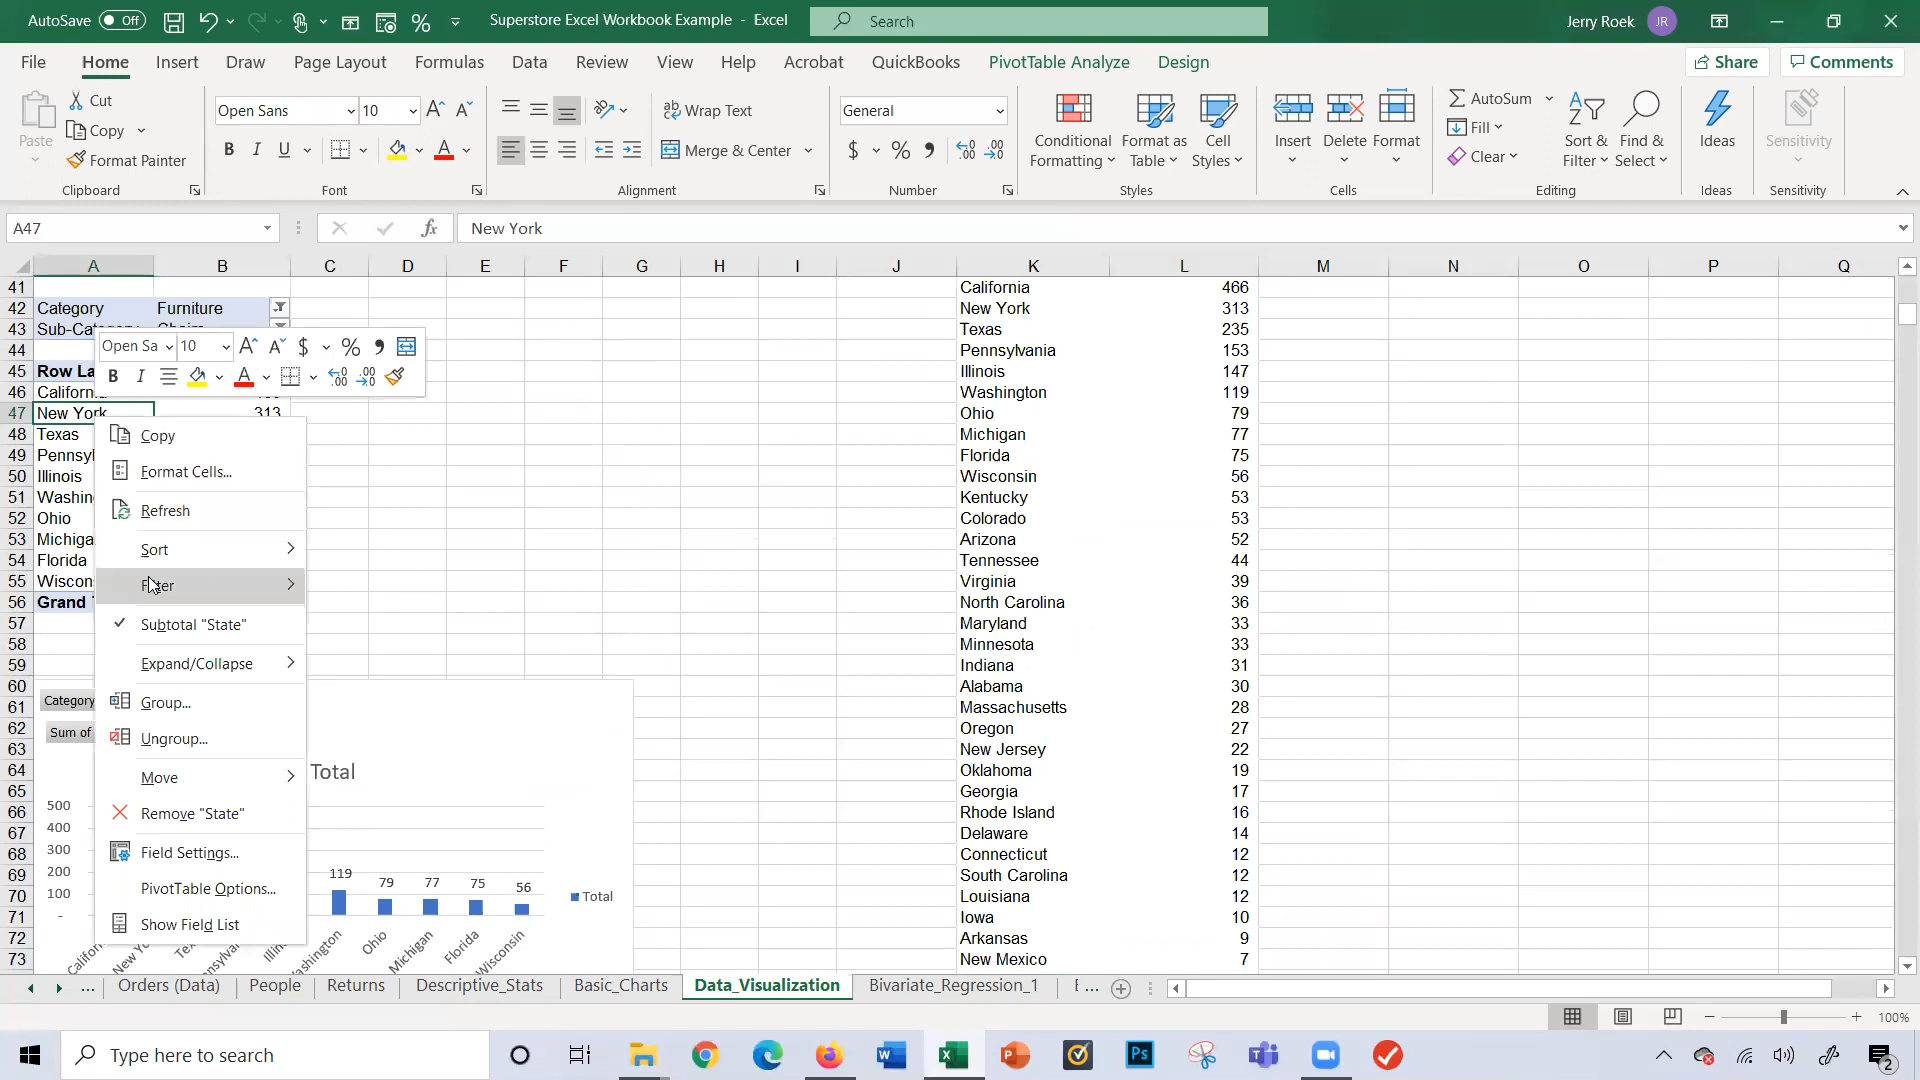 AutoSave Off Superstore Excel Workbook Example - Excel Search Jerry Roek JR
File Home Insert Draw Page Layout Formulas Data Review View Help Acrobat QuickBooks PivotTable Analyze Design Share Comments
Paste Cut Copy Format Painter
Clipboard
Open Sans 10
B I U A
Font
Wrap Text
Merge & Center
Alignment
General
$ % 9
Number
Conditional Formatting Format as Table Cell Styles
Styles
Insert Delete Format
Cells
AutoSum Fill Clear Sort & Filter Find & Select
Editing
Ideas
Ideas
Sensitivity
Sensitivity
A47 fx New York
A B C D E F G H I J K L M N O P Q
41 California 466
42 Category Furniture New York 313
43 Texas 235
44 Pennsylvania 153
45 Illinois 147
46 Washington 119
47 New York 313 Ohio 79
48 Texas Michigan 77
49 Pennsyl Florida 75
50 Illinois Wisconsin 56
51 Washin Kentucky 53
52 Ohio Colorado 53
53 Michiga Arizona 52
54 Florida Tennessee 44
55 Wiscon Virginia 39
56 Grand North Carolina 36
57 Maryland 33
58 Minnesota 33
59 Indiana 31
60 Alabama 30
61 Massachusetts 28
62 Oregon 27
63 New Jersey 22
64 Oklahoma 19
65 Georgia 17
66 Rhode Island 16
67 Delaware 14
68 Connecticut 12
69 South Carolina 12
70 Louisiana 12
71 Iowa 10
72 Arkansas 9
73 New Mexico 7
Open Sa 10 A A $ % 9
B I A
Copy
Format Cells...
Refresh
Sort
Filter
Subtotal "State"
Expand/Collapse
Group...
Ungroup...
Move
Remove "State"
Field Settings...
PivotTable Options...
Show Field List
Category
Sum of
Total
500
400
300
200
100
-
119 79 77 75 56
Total
Ohio Michigan Florida Wisconsin
... Orders (Data) People Returns Descriptive_Stats Basic_Charts Data_Visualization Bivariate_Regression_1 ...
100%
Type here to search
Ps
2